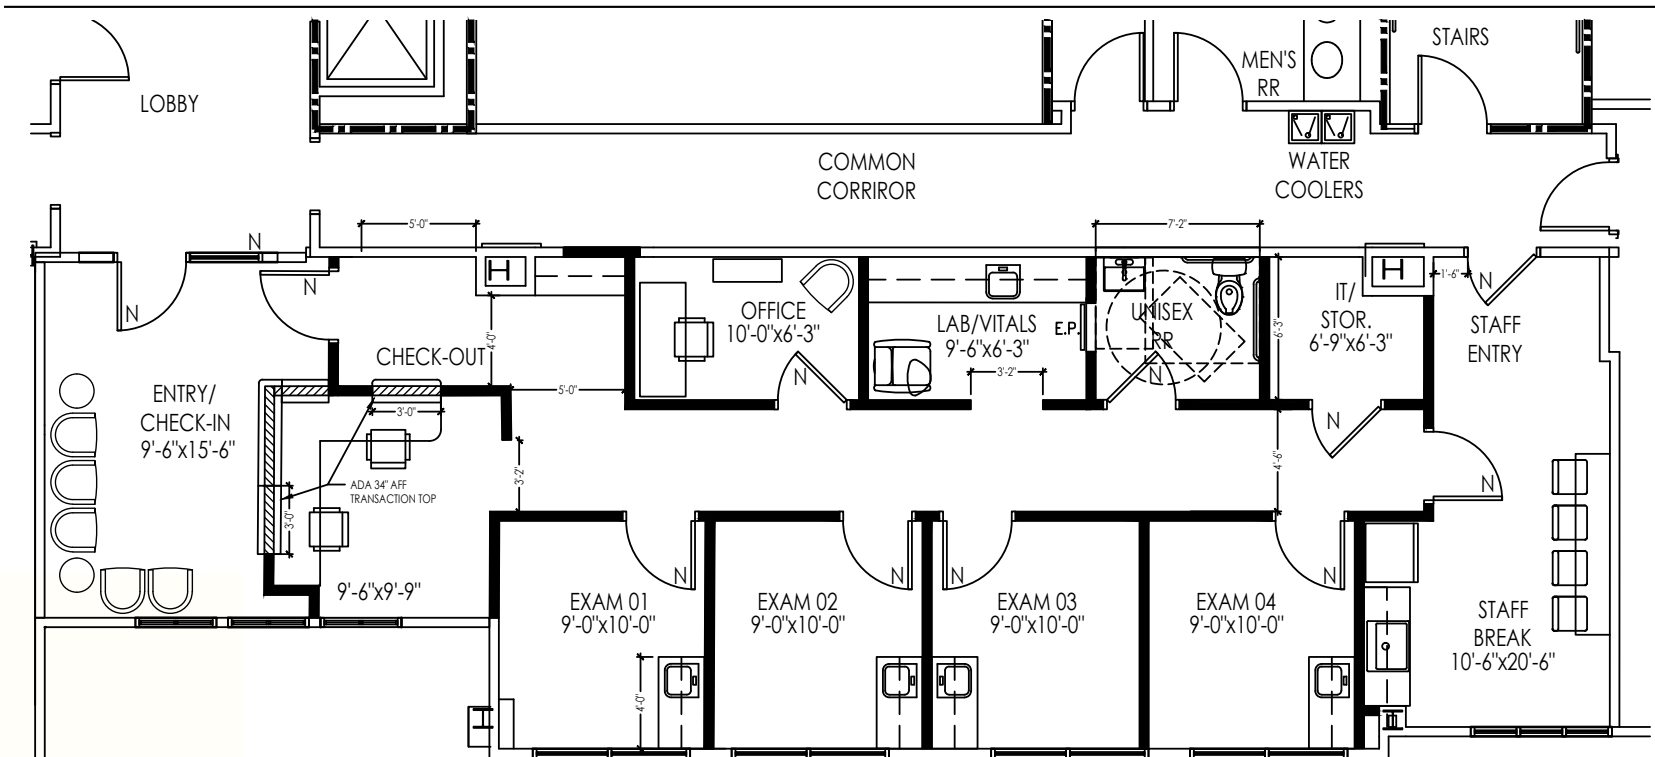 STAIRS
MEN'S
RR
LOBBY
COMMON
CORRIROR
WATER
COOLERS
5'-0"
7'-2"
N
N
N
N
H
H
1'-6"
OFFICE
10'-0"x6'-3"
LAB/VITALS
9'-6"x6'-3"
E.P.
UNISEX
RR
6'-3"
IT/
STOR.
6'-9"x6'-3"
STAFF
ENTRY
CHECK-OUT
4'-0"
5'-0"
3'-2"
N
N
N
ENTRY/
CHECK-IN
9'-6"x15'-6"
3'-0"
3'-2"
4'-6"
ADA 34" AFF
TRANSACTION TOP
3'-0"
N
9'-6"x9'-9"
N
N
N
N
EXAM 01
9'-0"x10'-0"
EXAM 02
9'-0"x10'-0"
EXAM 03
9'-0"x10'-0"
EXAM 04
9'-0"x10'-0"
STAFF
BREAK
10'-6"x20'-6"
4'-0"
H
H